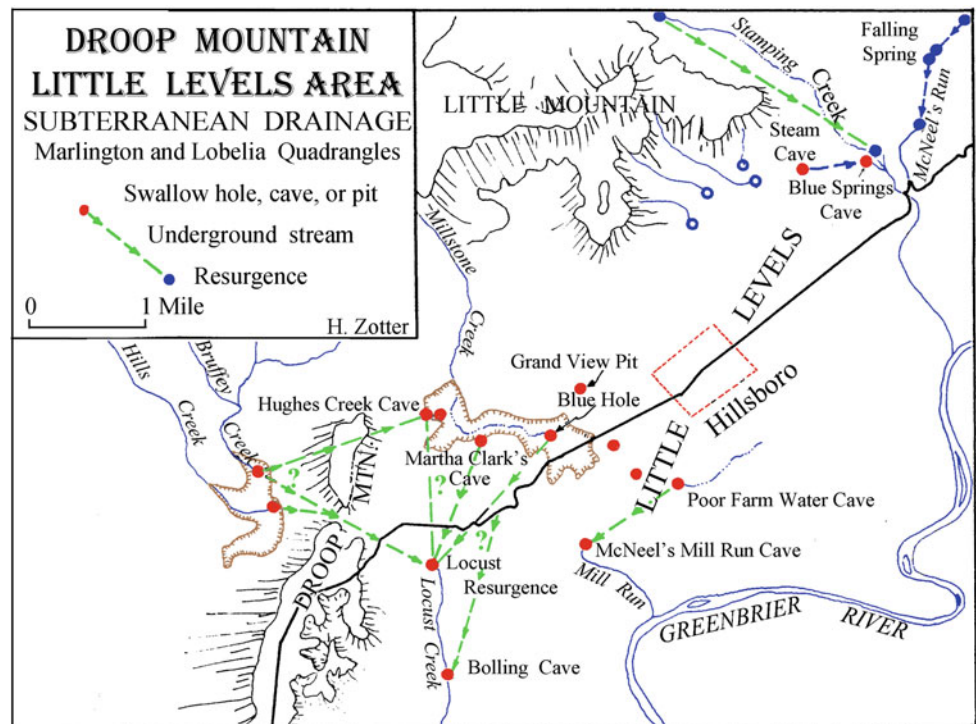 DROOP MOUNTAIN
LITTLE LEVELS AREA
SUBTERRANEAN DRAINAGE
Marlington and Lobelia Quadrangles
Swallow hole, cave, or pit
Underground stream
Resurgence
0 1 Mile
H. Zotter
Stamping
Creek
Falling
Spring
McNeel's Run
LITTLE MOUNTAIN
Steam
Cave
Blue Springs
Cave
Millstone
Creek
LITTLE LEVELS
Hillsboro
Hills
Creek
Bruffey
Creek
Grand View Pit
Blue Hole
Hughes Creek Cave
Martha Clark's
Cave
?
?
?
DROOP MTN.
Poor Farm Water Cave
McNeel's Mill Run Cave
Mill Run
Locust
Resurgence
Locust Creek
GREENBRIER RIVER
Bolling Cave